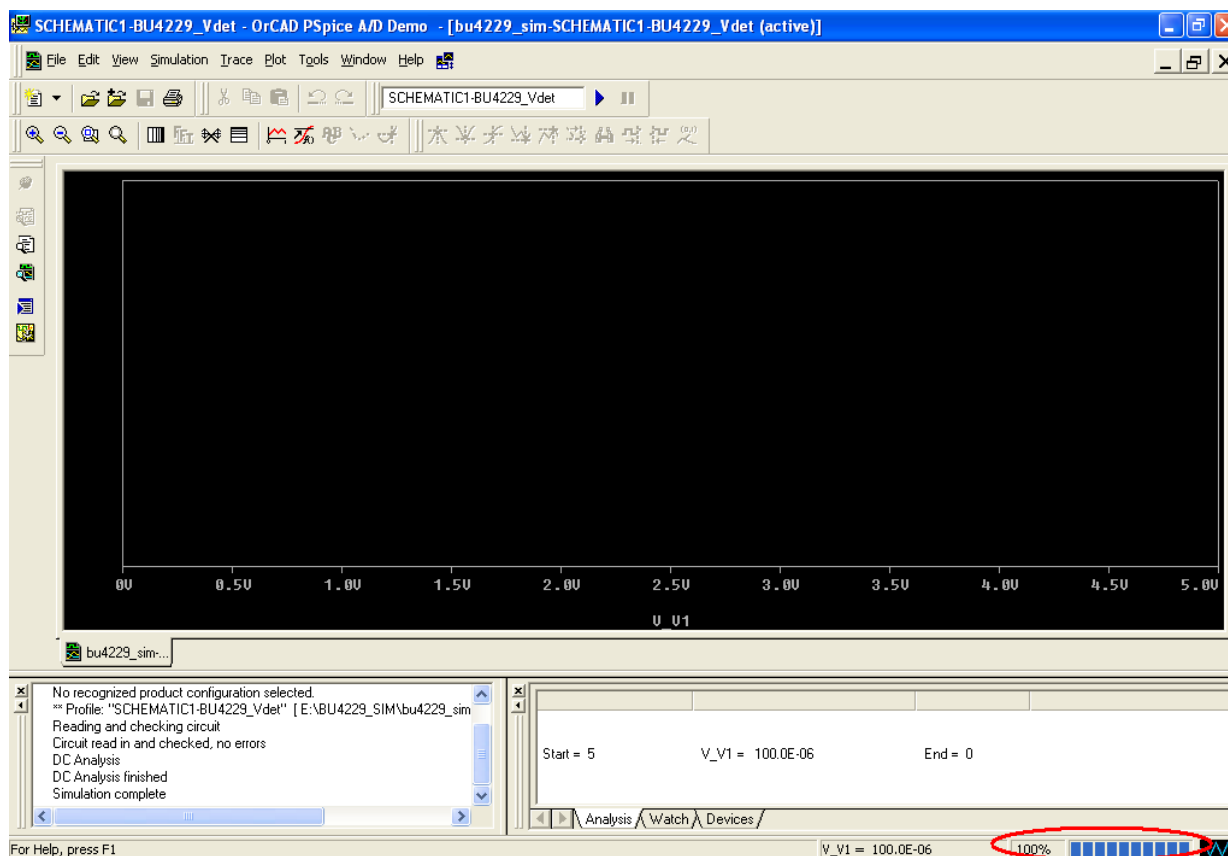 SCHEMATIC1-BU4229_Vdet - OrCAD PSpice A/D Demo - [bu4229_sim-SCHEMATIC1-BU4229_Vdet (active)]
File Edit View Simulation Trace Plot Tools Window Help
SCHEMATIC1-BU4229_Vdet
0V 0.5V 1.0V 1.5V 2.0V 2.5V 3.0V 3.5V 4.0V 4.5V 5.0V
V_V1
bu4229_sim-...
No recognized product configuration selected.
** Profile: "SCHEMATIC1-BU4229_Vdet" [ E:\BU4229_SIM\bu4229_sim
Reading and checking circuit
Circuit read in and checked, no errors
DC Analysis
DC Analysis finished
Simulation complete
Start = 5 V_V1 = 100.0E-06 End = 0
Analysis Watch Devices
For Help, press F1 V_V1 = 100.0E-06 100%